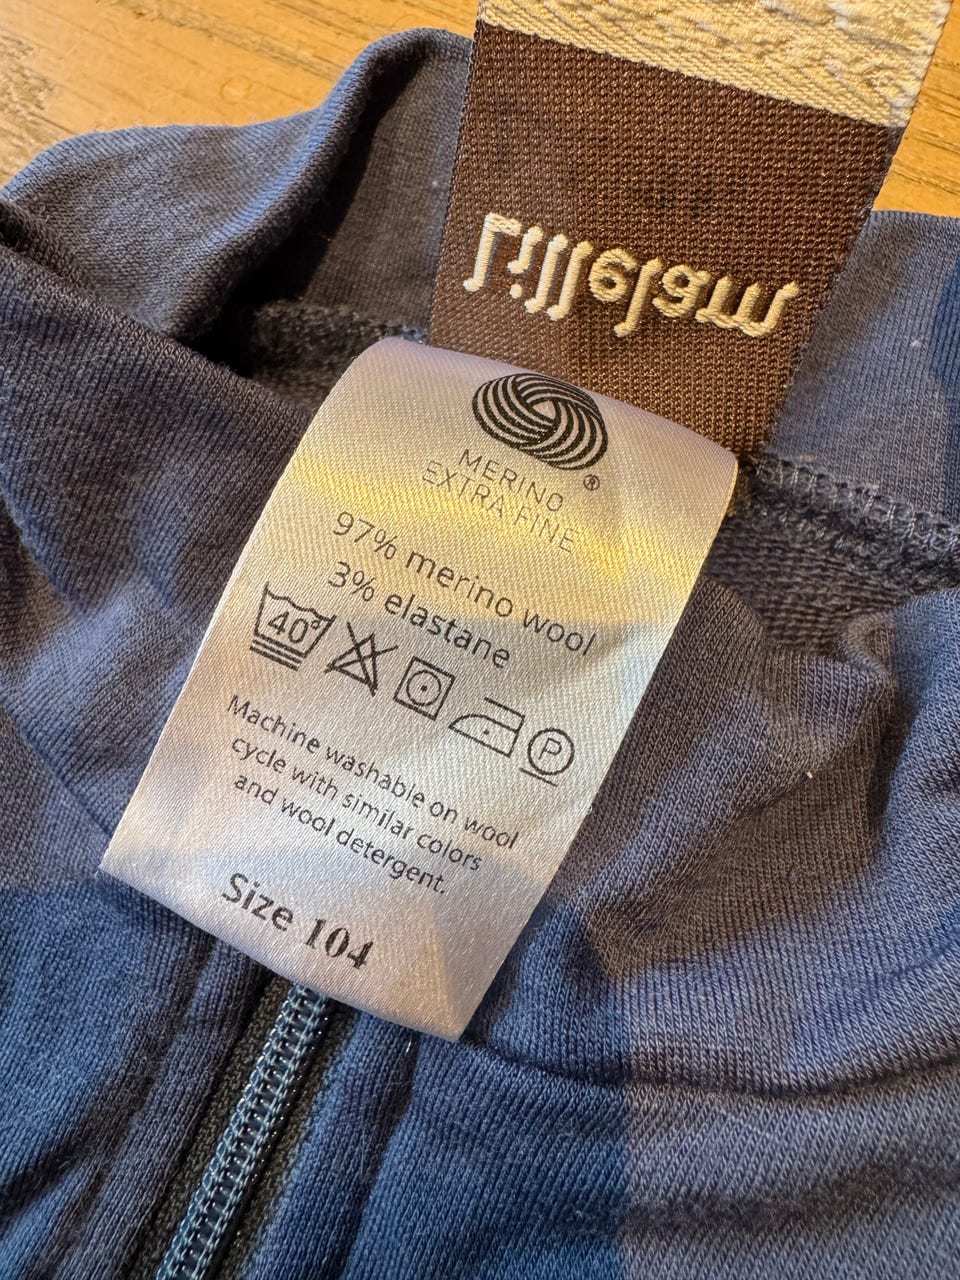 Lillelam
MERINO
EXTRA FINE
®
97% merino wool
3% elastane
40°
P
Machine washable on wool
cycle with similar colors
and wool detergent.
Size 104